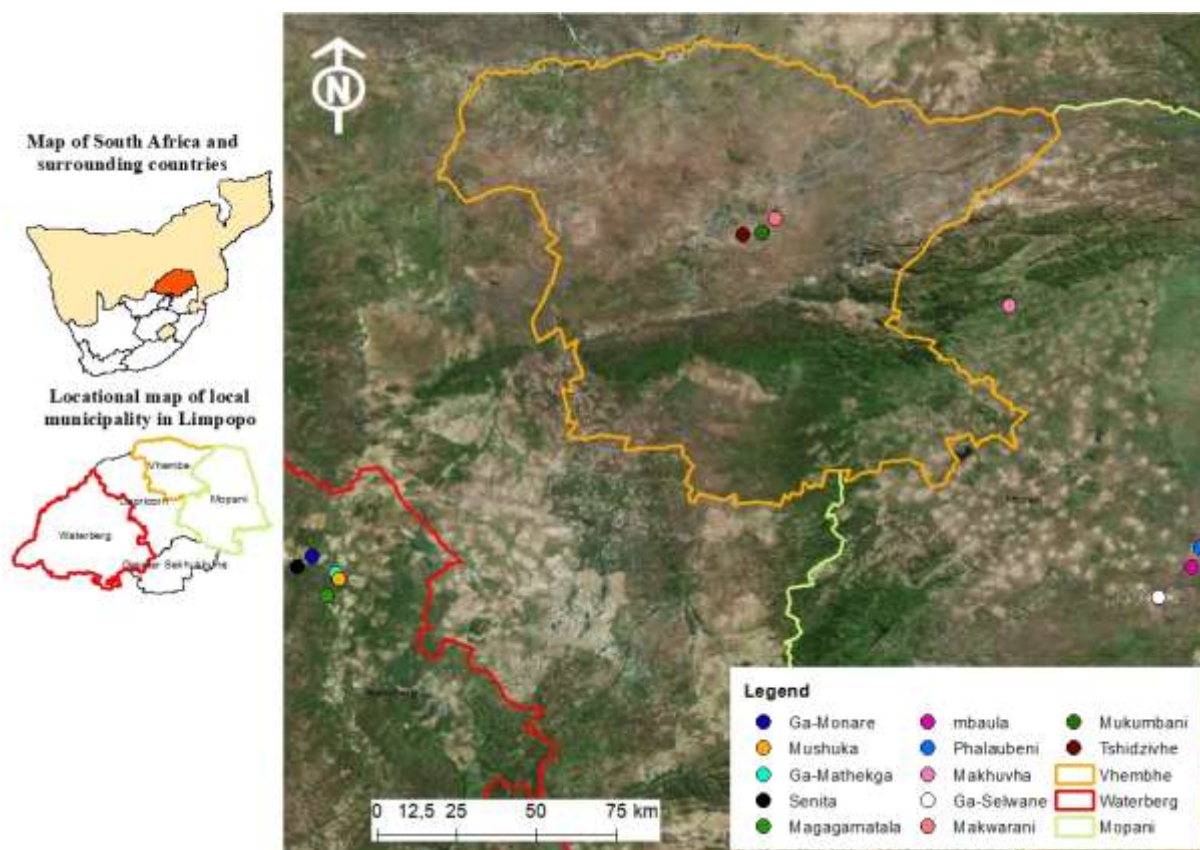 N
Map of South Africa and
surrounding countries
Locational map of local
municipality in Limpopo
Vhembe
Mopani
Waterberg
Legend
Ga-Monare
Mushuka
Ga-Mathekga
Senita
Magagamatala
mbaula
Phalaubeni
Makhuvha
Ga-Selwane
Makwarani
Mukumbani
Tshidzivhe
Vhembhe
Waterberg
Mopani
0 12,5 25 50 75 km